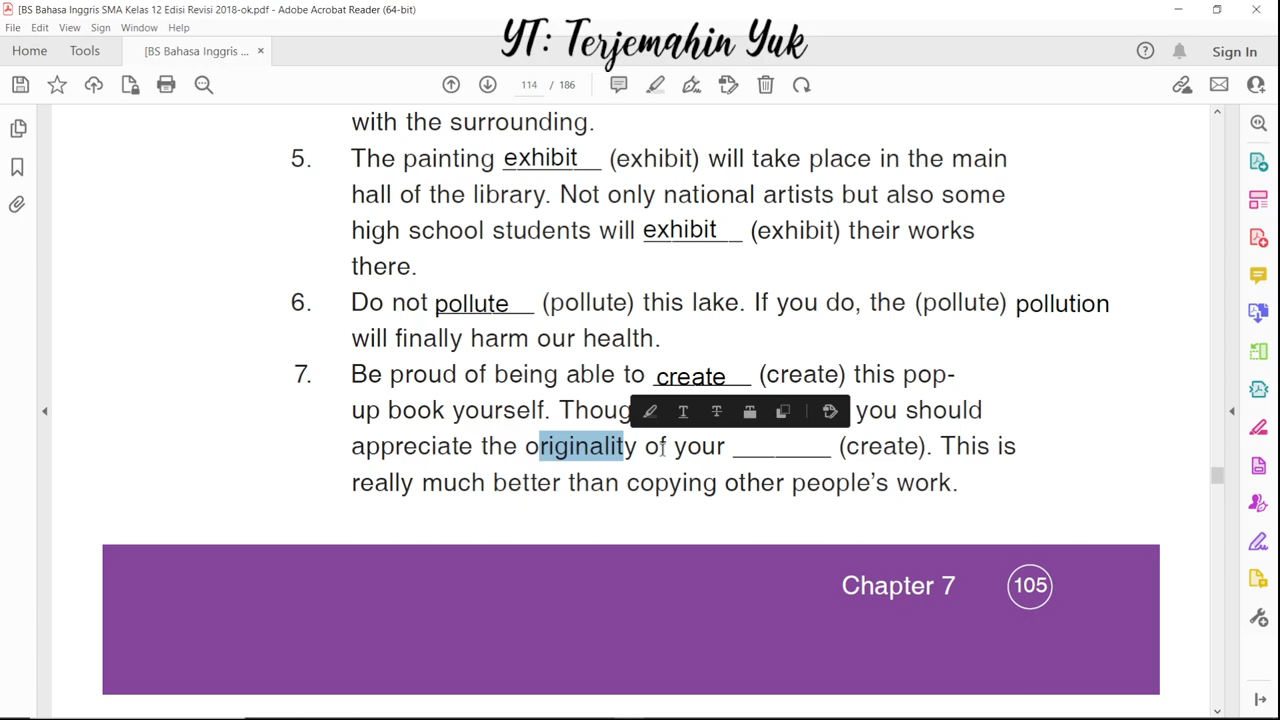 [BS Bahasa Inggris SMA Kelas 12 Edisi Revisi 2018-ok.pdf - Adobe Acrobat Reader (64-bit)
File Edit View Sign Window Help
YT: Terjemahin Yuk
Home Tools [BS Bahasa Inggris ... × Sign In
114 / 186
with the surrounding.
5. The painting exhibit (exhibit) will take place in the main
hall of the library. Not only national artists but also some
high school students will exhibit (exhibit) their works
there.
6. Do not pollute (pollute) this lake. If you do, the (pollute) pollution
will finally harm our health.
7. Be proud of being able to create (create) this pop-
up book yourself. Thoug you should
appreciate the originality of your _______ (create). This is
really much better than copying other people's work.
Chapter 7 105